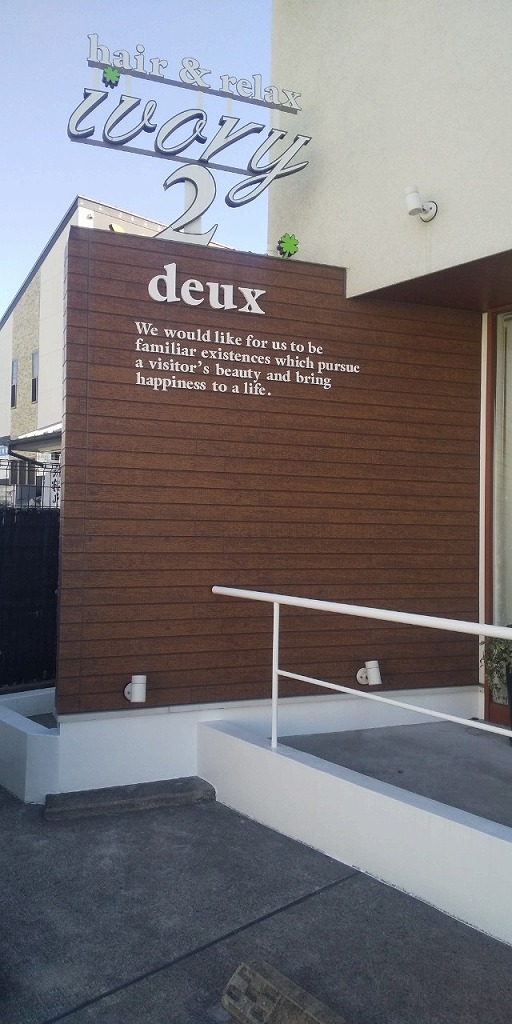 hair & relax
ivory
2
deux
We would like for us to be
familiar existences which pursue
a visitor's beauty and bring
happiness to a life.